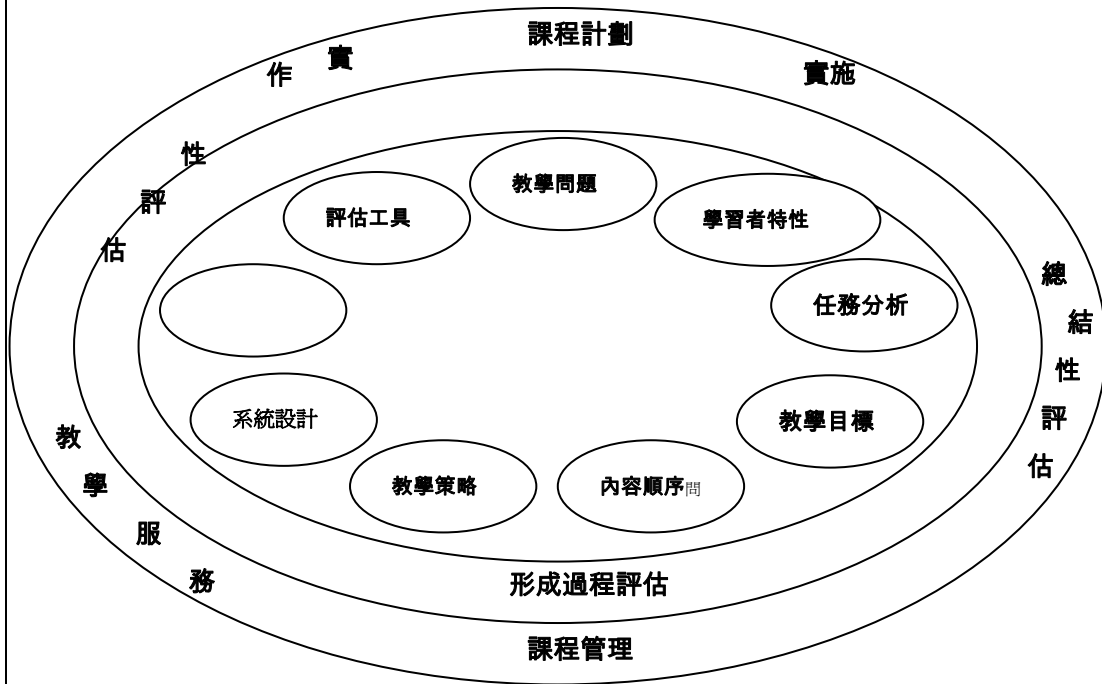 課程計劃
實作
實施
性評估
評估工具
教學問題
學習者特性
任務分析
總結性評估
系統設計
教學目標
教學策略
內容順序問
教學服務
形成過程評估
課程管理